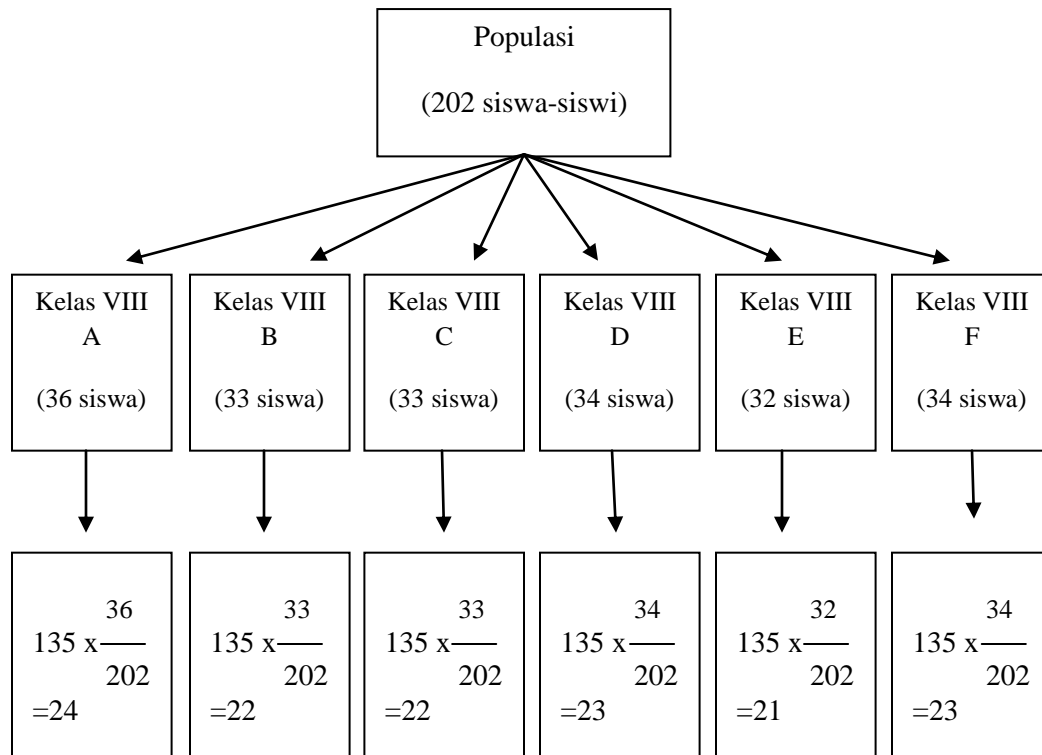 Populasi
(202 siswa-siswi)
Kelas VIII
A
(36 siswa)
Kelas VIII
B
(33 siswa)
Kelas VIII
C
(33 siswa)
Kelas VIII
D
(34 siswa)
Kelas VIII
E
(32 siswa)
Kelas VIII
F
(34 siswa)
36
135 x
202
=24
33
135 x
202
=22
33
135 x
202
=22
34
135 x
202
=23
32
135 x
202
=21
34
135 x
202
=23